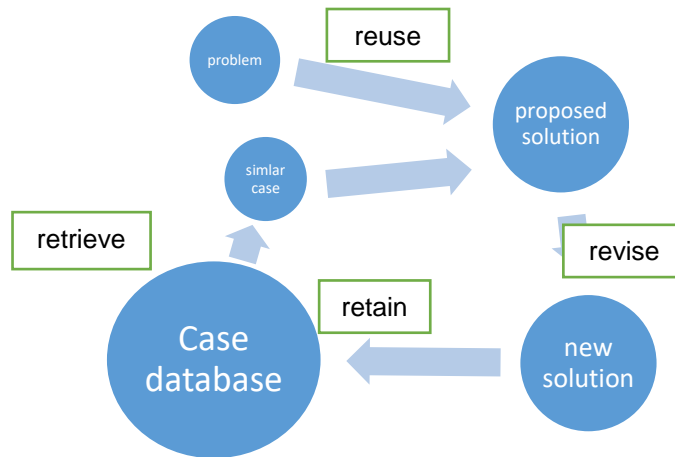 reuse
problem
proposed
solution
simlar
case
retrieve
revise
retain
Case
database
new
solution